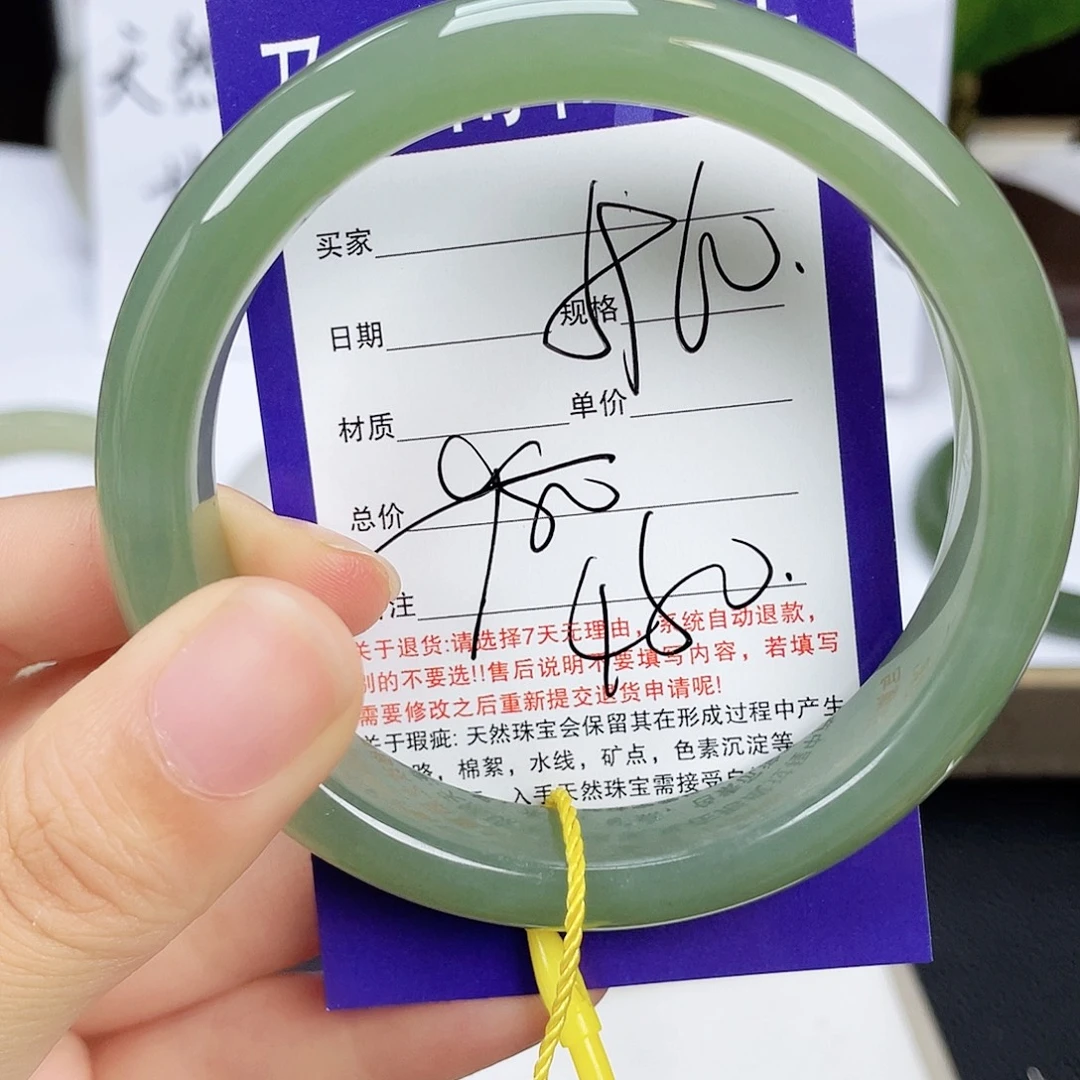 天然
买家
日期 规格
材质 单价
总价 980
注 460.
关于退货:请选择7天无理由,系统自动退款,
别的不要选!!售后说明不要填写内容,若填写
需要修改之后重新提交退货申请呢!
关于瑕疵: 天然珠宝会保留其在形成过程中产生
,棉絮,水线,矿点,色素沉淀等
入手天然珠宝需接受